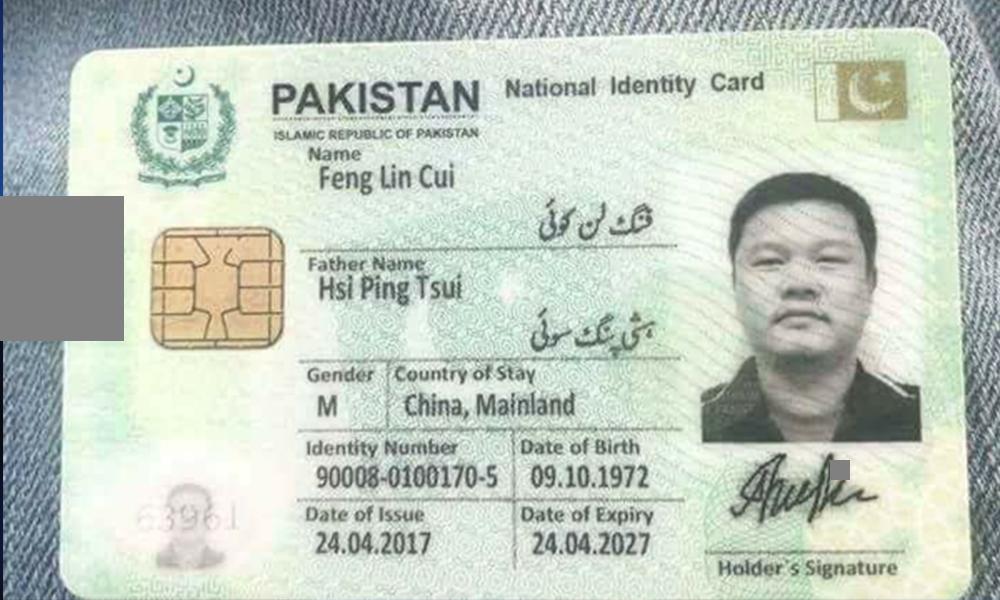 PAKISTAN National Identity Card
ISLAMIC REPUBLIC OF PAKISTAN
Name
Feng Lin Cui
فنگ لن کوئی
Father Name
Hsi Ping Tsui
ہشی پنگ سوئی
Gender Country of Stay
M China, Mainland
Identity Number Date of Birth
90008-0100170-5 09.10.1972
Date of Issue Date of Expiry
24.04.2017 24.04.2027
63961
Holder's Signature